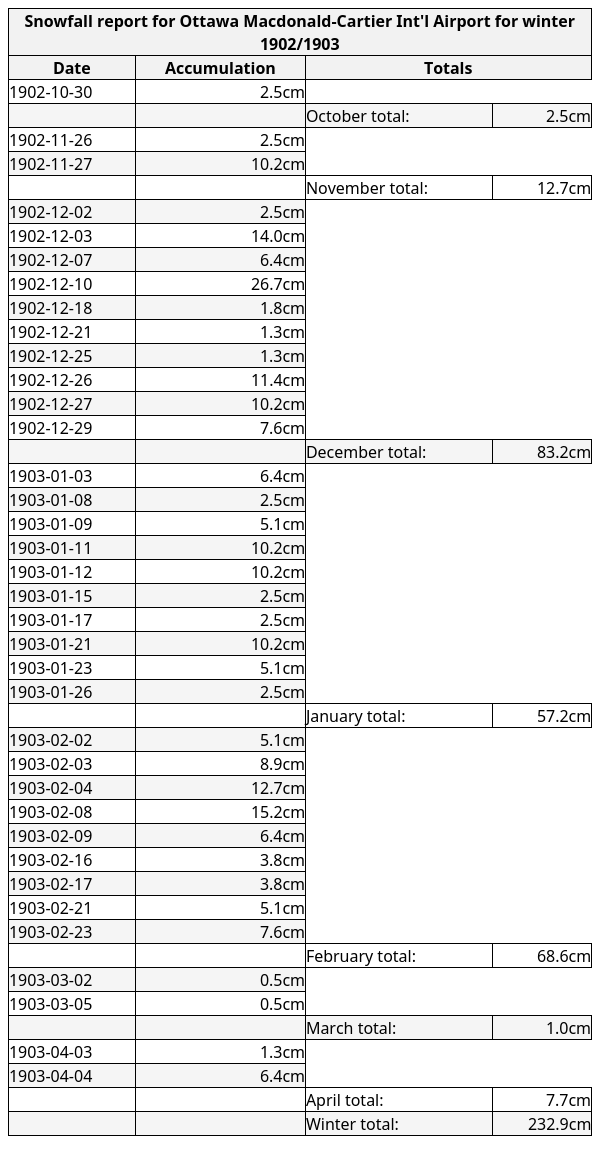 Snowfall report for Ottawa Macdonald-Cartier Int'l Airport for winter
1902/1903
Date Accumulation Totals
1902-10-30 2.5cm
October total: 2.5cm
1902-11-26 2.5cm
1902-11-27 10.2cm
November total: 12.7cm
1902-12-02 2.5cm
1902-12-03 14.0cm
1902-12-07 6.4cm
1902-12-10 26.7cm
1902-12-18 1.8cm
1902-12-21 1.3cm
1902-12-25 1.3cm
1902-12-26 11.4cm
1902-12-27 10.2cm
1902-12-29 7.6cm
December total: 83.2cm
1903-01-03 6.4cm
1903-01-08 2.5cm
1903-01-09 5.1cm
1903-01-11 10.2cm
1903-01-12 10.2cm
1903-01-15 2.5cm
1903-01-17 2.5cm
1903-01-21 10.2cm
1903-01-23 5.1cm
1903-01-26 2.5cm
January total: 57.2cm
1903-02-02 5.1cm
1903-02-03 8.9cm
1903-02-04 12.7cm
1903-02-08 15.2cm
1903-02-09 6.4cm
1903-02-16 3.8cm
1903-02-17 3.8cm
1903-02-21 5.1cm
1903-02-23 7.6cm
February total: 68.6cm
1903-03-02 0.5cm
1903-03-05 0.5cm
March total: 1.0cm
1903-04-03 1.3cm
1903-04-04 6.4cm
April total: 7.7cm
Winter total: 232.9cm